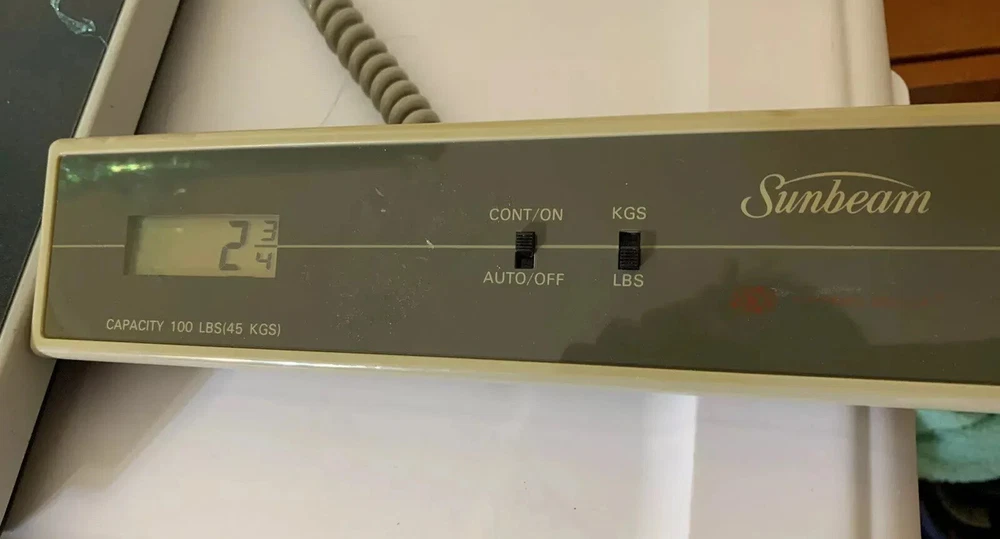 Sunbeam
CONT/ON KGS
2 3/4
AUTO/OFF LBS
CAPACITY 100 LBS(45 KGS)